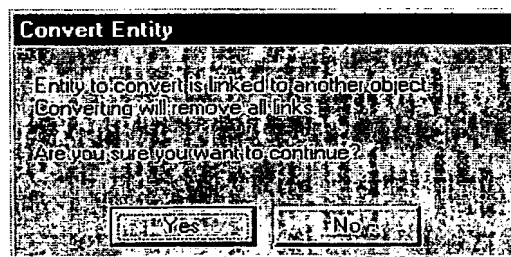 Convert Entity
Entity to convert is linked to another object.
Converting will remove all links.
Are you sure you want to continue?
Yes No